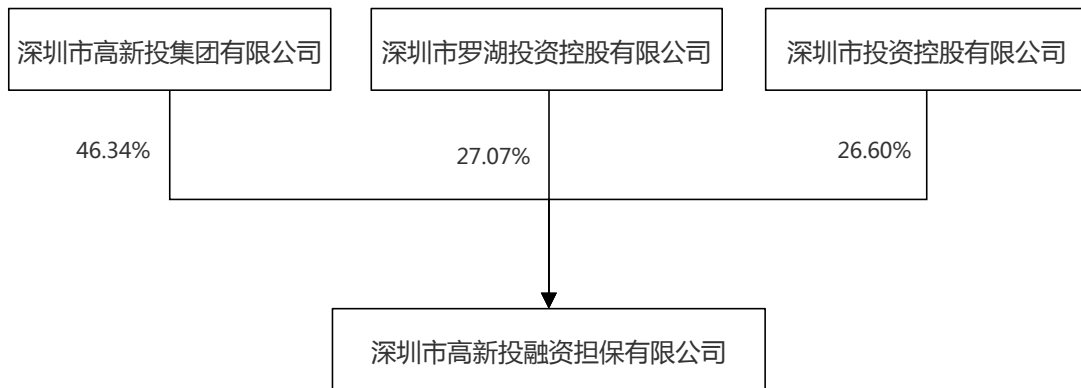 深圳市高新投集团有限公司
深圳市罗湖投资控股有限公司
深圳市投资控股有限公司
46.34%
27.07%
26.60%
深圳市高新投融资担保有限公司